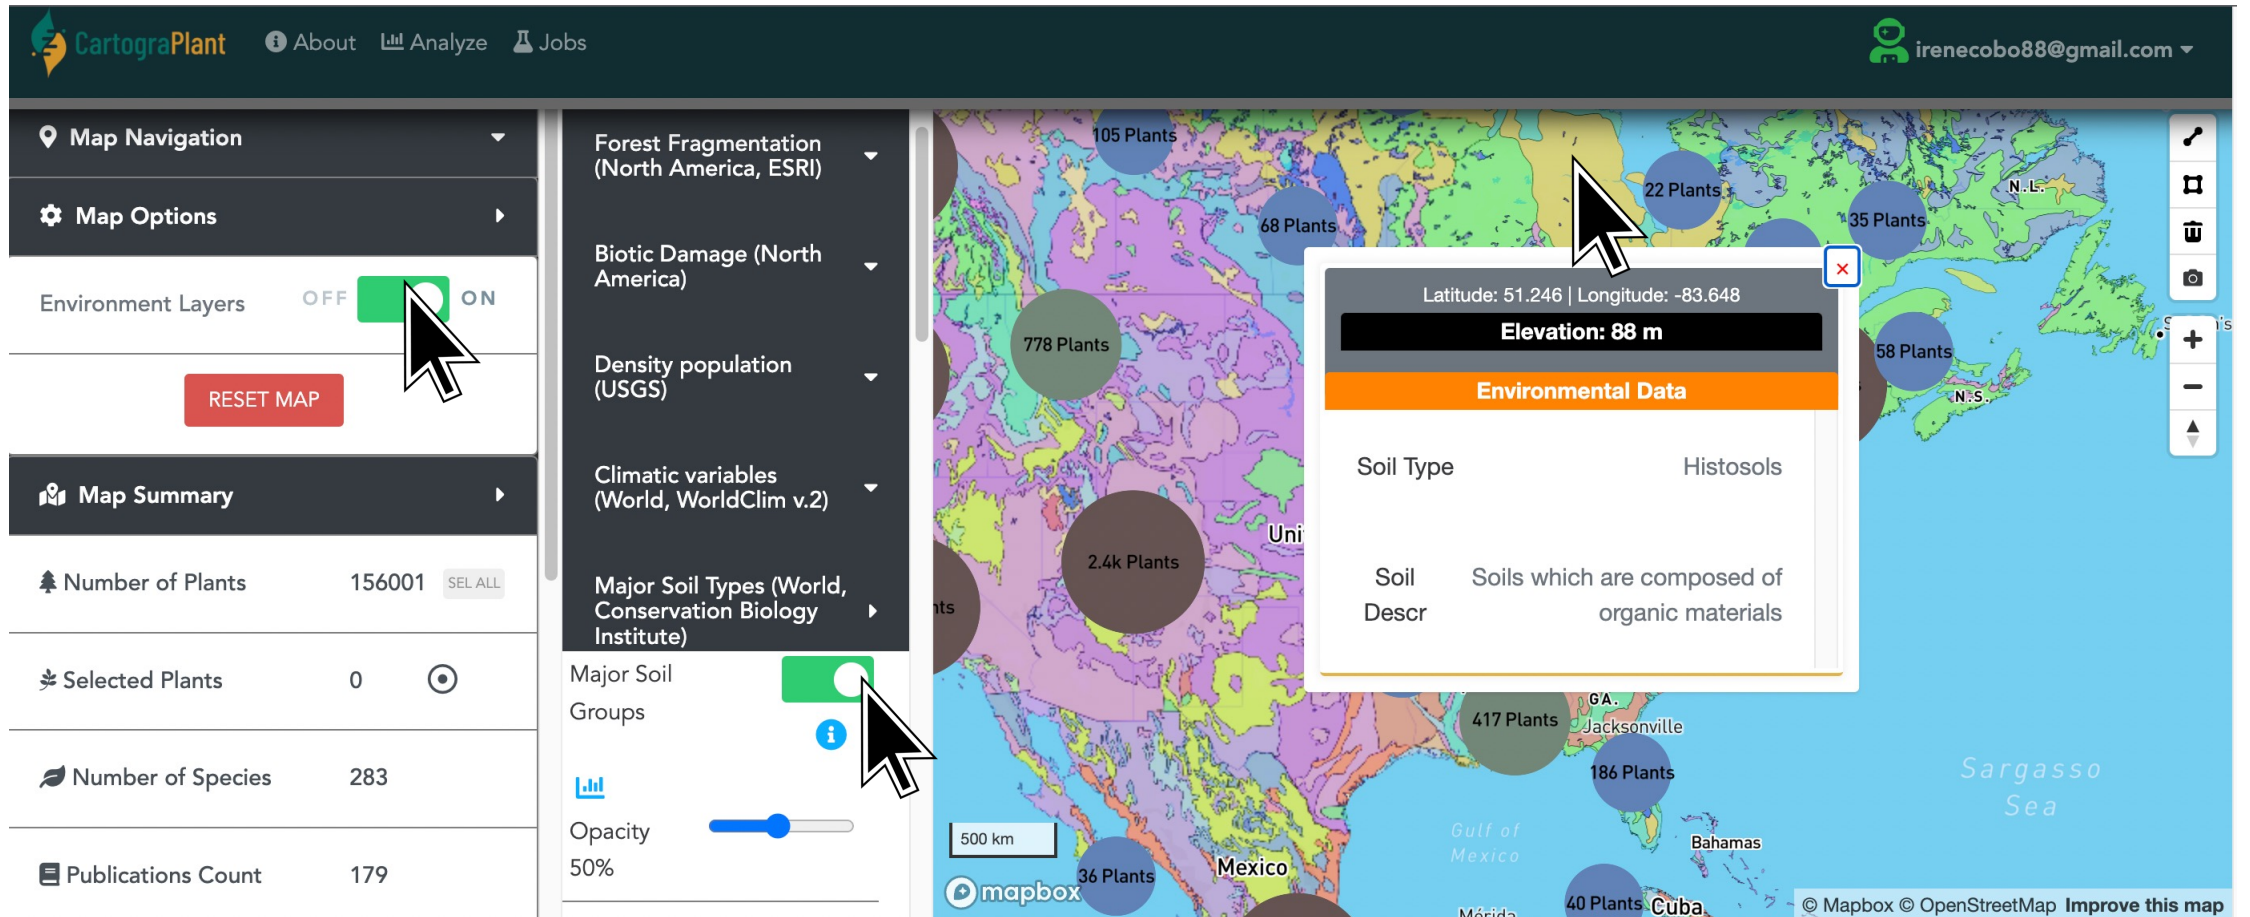 CartograPlant About Analyze Jobs irenecobo88@gmail.com
Map Navigation
Map Options
Environment Layers OFF ON
RESET MAP
Map Summary
Number of Plants 156001 SEL ALL
Selected Plants 0
Number of Species 283
Publications Count 179
Forest Fragmentation
(North America, ESRI)
Biotic Damage (North
America)
Density population
(USGS)
Climatic variables
(World, WorldClim v.2)
Major Soil Types (World,
Conservation Biology
Institute)
Major Soil
Groups
Opacity
50%
105 Plants
22 Plants
N.L.
68 Plants
35 Plants
Latitude: 51.246 | Longitude: -83.648
Elevation: 88 m
Environmental Data
Soil Type Histosols
Soil
Descr
Soils which are composed of
organic materials
778 Plants
58 Plants
N.S.
Uni
2.4k Plants
nts
GA.
417 Plants
Jacksonville
186 Plants
Sargasso
Sea
500 km
Gulf of
Mexico
Bahamas
mapbox
36 Plants
Mexico
40 Plants
Cuba
Mérida
© Mapbox © OpenStreetMap Improve this map